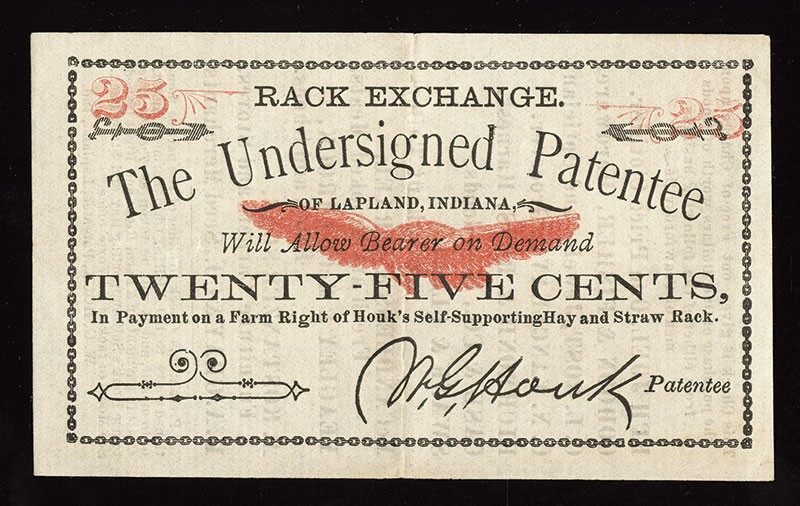 25 RACK EXCHANGE. 25
The Undersigned Patentee
OF LAPLAND, INDIANA,
Will Allow Bearer on Demand
TWENTY-FIVE CENTS,
In Payment on a Farm Right of Houk's Self-Supporting Hay and Straw Rack.
W.G. Houk Patentee